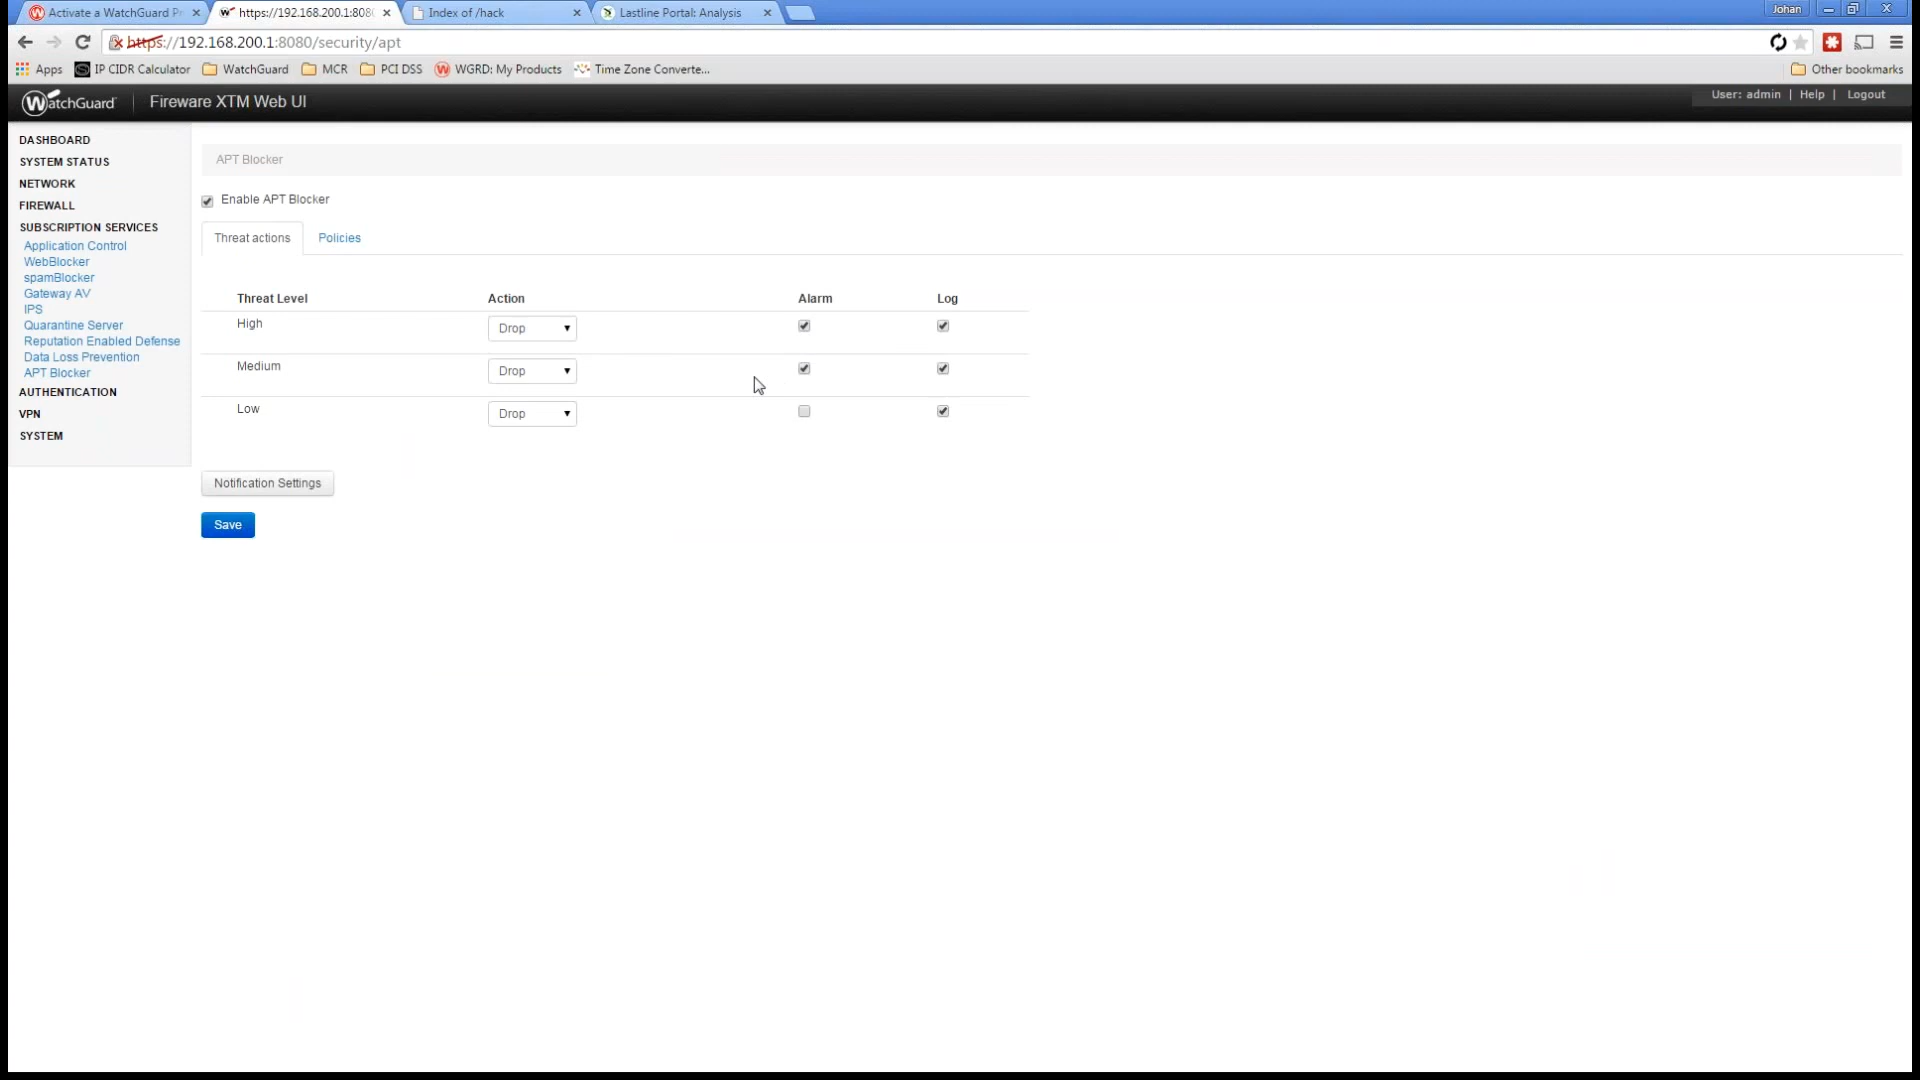 Activate a WatchGuard P
https://192.168.200.1:8080
Index of /hack
Lastline Portal: Analysis
Johan
https://192.168.200.1:8080/security/apt
Apps
IP CIDR Calculator
WatchGuard
MCR
PCI DSS
WGRD: My Products
Time Zone Converte...
Other bookmarks
WatchGuard
Fireware XTM Web UI
User: admin | Help | Logout
DASHBOARD
SYSTEM STATUS
NETWORK
FIREWALL
SUBSCRIPTION SERVICES
Application Control
WebBlocker
spamBlocker
Gateway AV
IPS
Quarantine Server
Reputation Enabled Defense
Data Loss Prevention
APT Blocker
AUTHENTICATION
VPN
SYSTEM
APT Blocker
Enable APT Blocker
Threat actions
Policies
Threat Level Action Alarm Log
High Drop
Medium Drop
Low Drop
Notification Settings
Save